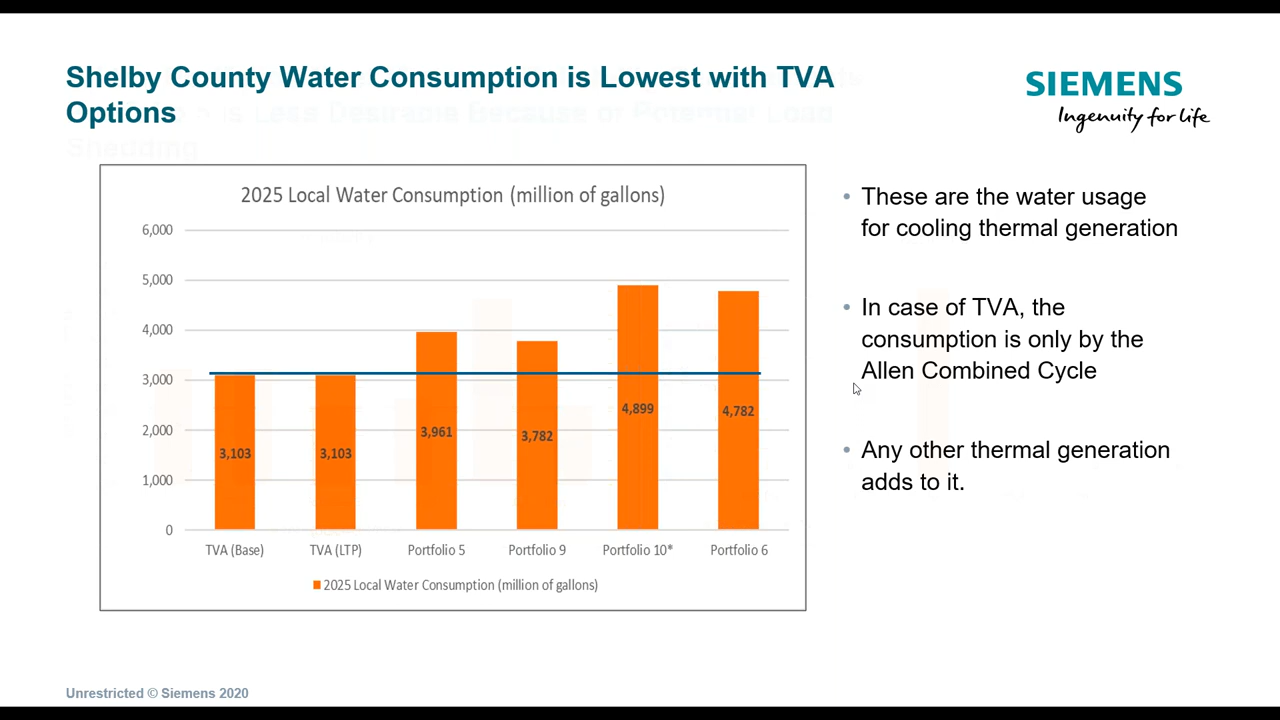 Shelby County Water Consumption is Lowest with TVA
Options
SIEMENS
Ingenuity for life
2025 Local Water Consumption (million of gallons)
6,000
5,000
4,000
3,000
2,000
1,000
0
3,103
3,103
3,961
3,782
4,899
4,782
TVA (Base)
TVA (LTP)
Portfolio 5
Portfolio 9
Portfolio 10*
Portfolio 6
2025 Local Water Consumption (million of gallons)
• These are the water usage
for cooling thermal generation
• In case of TVA, the
consumption is only by the
Allen Combined Cycle
• Any other thermal generation
adds to it.
Unrestricted © Siemens 2020